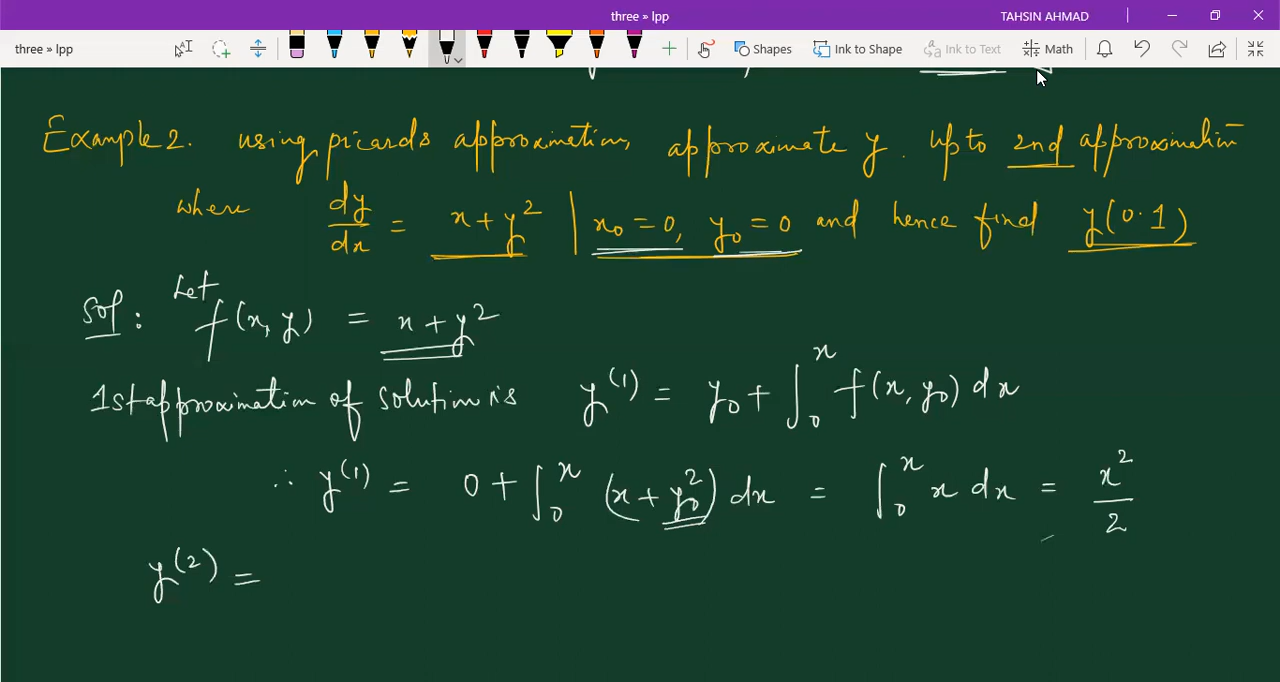 three » lpp
TAHSIN AHMAD
three » lpp
Shapes
Ink to Shape
Ink to Text
Math
Example 2. using picards approximation, approximate y. up to 2nd approximation
where dy/dx = x + y² | x₀ = 0, y₀ = 0 and hence find y(0.1)
Sol: Let f(x, y) = x + y²
1st approximation of solution is y⁽¹⁾ = y₀ + ∫₀ˣ f(x, y₀) dx
∴ y⁽¹⁾ = 0 + ∫₀ˣ (x + y₀²) dx = ∫₀ˣ x dx = x²/2
y⁽²⁾ =